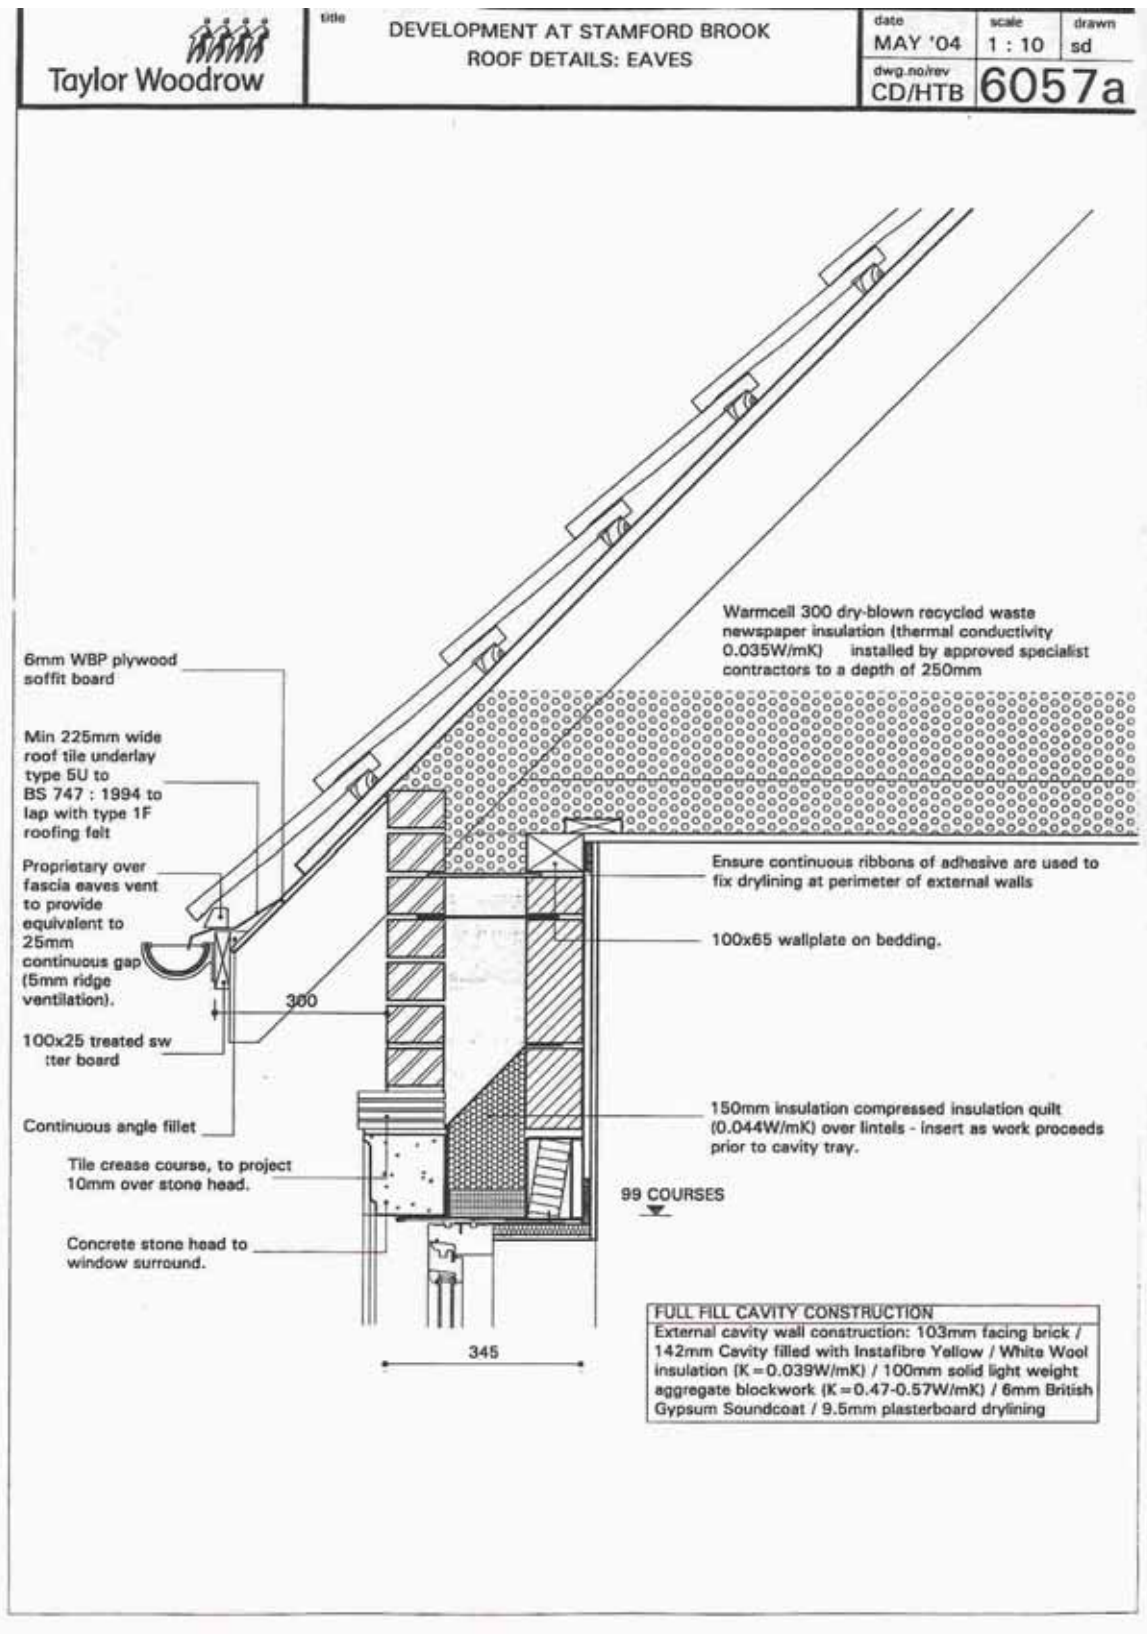 Taylor Woodrow
title
DEVELOPMENT AT STAMFORD BROOK
ROOF DETAILS: EAVES
date
MAY '04
scale
1 : 10
drawn
sd
dwg.no/rev
CD/HTB
6057a
Warmcell 300 dry-blown recycled waste
newspaper insulation (thermal conductivity
0.035W/mK) installed by approved specialist
contractors to a depth of 250mm
6mm WBP plywood
soffit board
Min 225mm wide
roof tile underlay
type 5U to
BS 747 : 1994 to
lap with type 1F
roofing felt
Proprietary over
fascia eaves vent
to provide
equivalent to
25mm
continuous gap
(5mm ridge
ventilation).
300
100x25 treated sw
tter board
Continuous angle fillet
Tile crease course, to project
10mm over stone head.
Concrete stone head to
window surround.
Ensure continuous ribbons of adhesive are used to
fix drylining at perimeter of external walls
100x65 wallplate on bedding.
150mm insulation compressed insulation quilt
(0.044W/mK) over lintels - insert as work proceeds
prior to cavity tray.
99 COURSES
345
FULL FILL CAVITY CONSTRUCTION
External cavity wall construction: 103mm facing brick /
142mm Cavity filled with Instafibre Yellow / White Wool
insulation (K=0.039W/mK) / 100mm solid light weight
aggregate blockwork (K=0.47-0.57W/mK) / 6mm British
Gypsum Soundcoat / 9.5mm plasterboard drylining